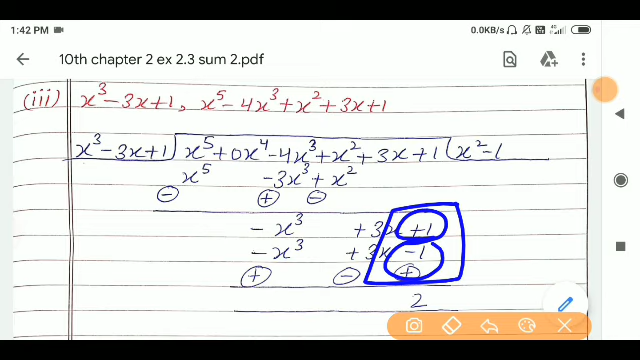 1:42 PM 0.0KB/s
10th chapter 2 ex 2.3 sum 2.pdf
(iii) x³ - 3x + 1, x⁵ - 4x³ + x² + 3x + 1
x³ - 3x + 1) x⁵ + 0x⁴ - 4x³ + x² + 3x + 1 (x² - 1
x⁵ - 3x³ + x²
⊖ ⊕ ⊖
- x³ + 3x + 1
- x³ + 3x - 1
⊕ ⊖ ⊕
2